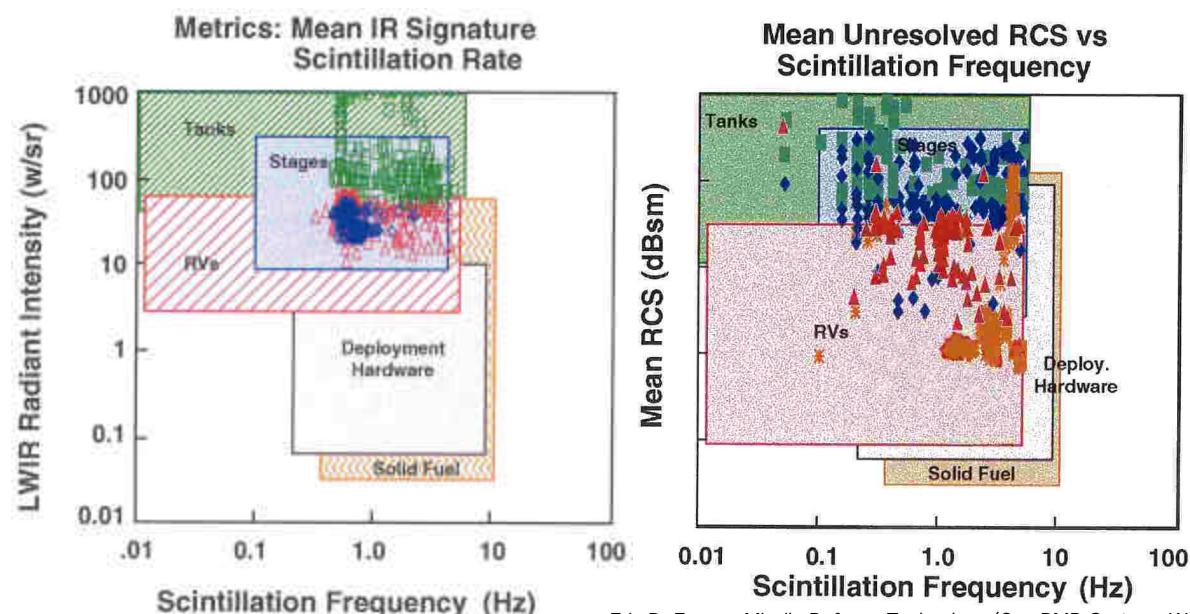 Metrics: Mean IR Signature
Scintillation Rate
LWIR Radiant Intensity (w/sr)
1000
100
10
1
0.1
0.01
Tanks
Stages
RVs
Deployment
Hardware
Solid Fuel
.01
0.1
1.0
10
100
Scintillation Frequency (Hz)
Mean Unresolved RCS vs
Scintillation Frequency
Mean RCS (dBsm)
Tanks
Stages
RVs
Deploy.
Hardware
Solid Fuel
0.01
0.1
1.0
10
100
Scintillation Frequency (Hz)